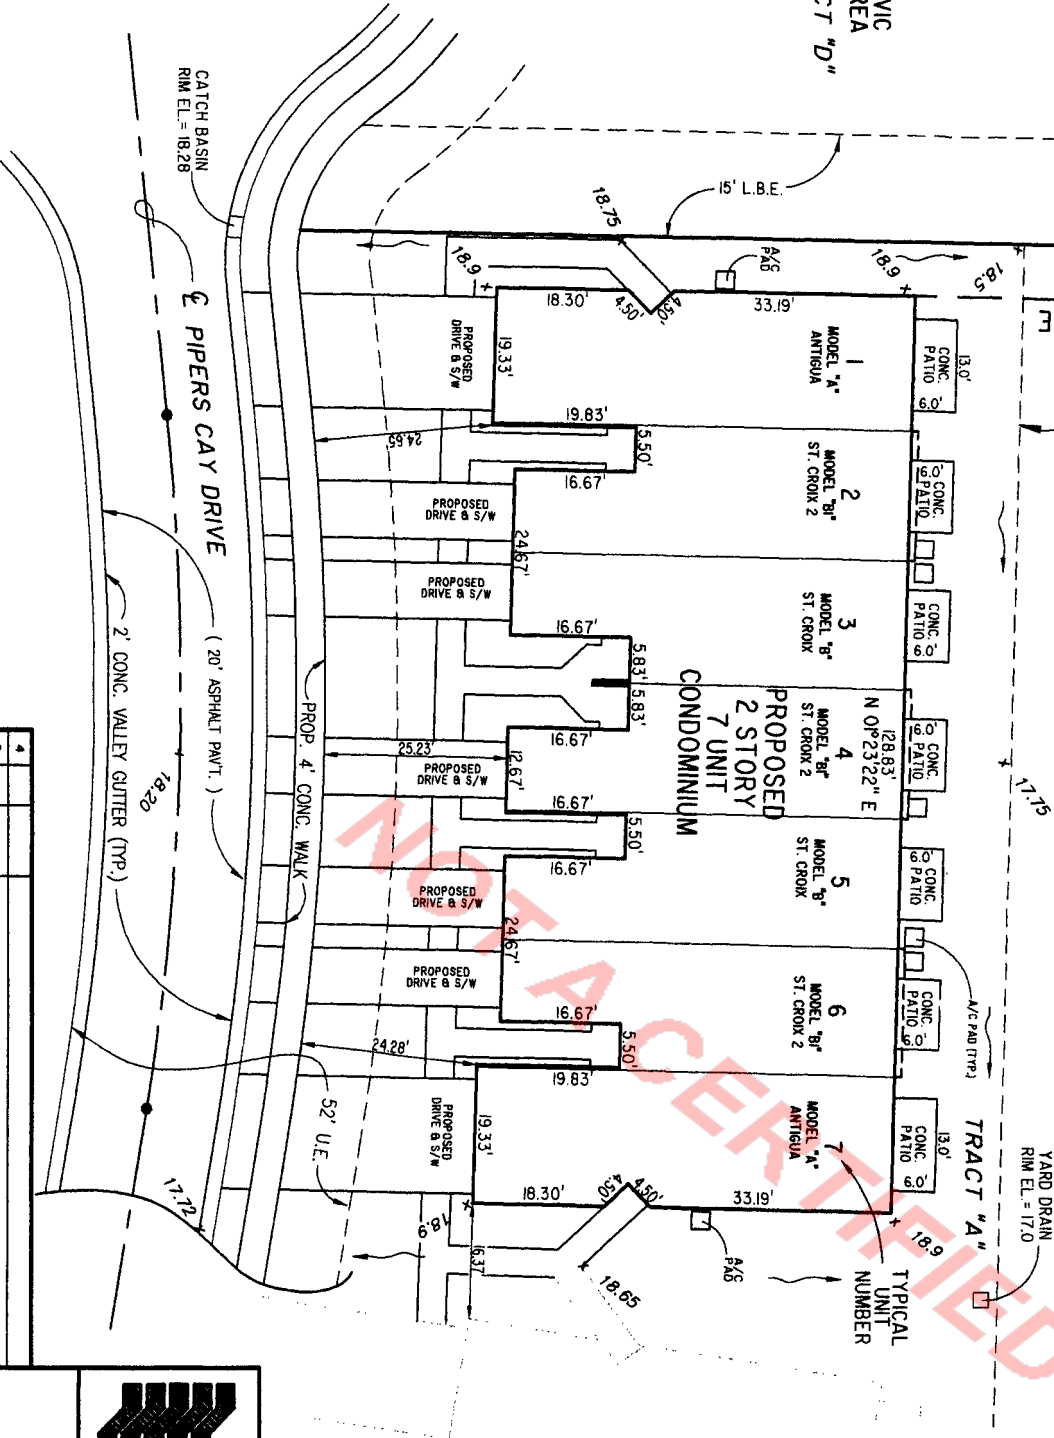 VIC
REA
CT "D"
CATCH BASIN
RIM EL.= 18.28
15' L.B.E.
18.75
18.9
A/C
PAD
18.9
18.5
E
18.30'
4.50'
4.50'
33.19'
PROPOSED
DRIVE & S/W
19.33'
1
MODEL "A"
ANTIGUA
CONC.
PATIO
13.0'
6.0'
19.83'
24.65
5.50'
16.67'
2
MODEL "B1"
ST. CROIX 2
6.0'
CONC.
PATIO
PROPOSED
DRIVE & S/W
24.67'
PROPOSED
DRIVE & S/W
3
MODEL "B"
ST. CROIX
CONC.
PATIO
6.0'
16.67'
5.83'
5.83'
16.67'
PROPOSED
2 STORY
7 UNIT
CONDOMINIUM
128.83'
N 01°23'22" E
4
MODEL "B1"
ST. CROIX 2
6.0'
CONC.
PATIO
17.75
25.23'
PROPOSED
DRIVE & S/W
12.67'
16.67'
5.50'
16.67'
5
MODEL "B"
ST. CROIX
6.0'
CONC.
PATIO
PROPOSED
DRIVE & S/W
24.67'
PROPOSED
DRIVE & S/W
6
MODEL "B1"
ST. CROIX 2
CONC.
PATIO
6.0'
A/C PAD (TYP.)
16.67'
5.50'
24.28'
19.83'
PROPOSED
DRIVE & S/W
19.33'
7
MODEL "A"
ANTIGUA
CONC.
PATIO
13.0'
6.0'
18.30'
4.50'
4.50'
33.19'
18.9
6.37
18.65
A/C
PAD
18.9
TYPICAL
UNIT
NUMBER
TRACT "A"
YARD DRAIN
RIM EL.= 17.0
℄ PIPERS CAY DRIVE
( 20' ASPHALT PAVT. )
2' CONC. VALLEY GUTTER (TYP.)
PROP. 4' CONC. WALK
18.20
52' U.E.
17.72
4
NOT A CERTIFIED